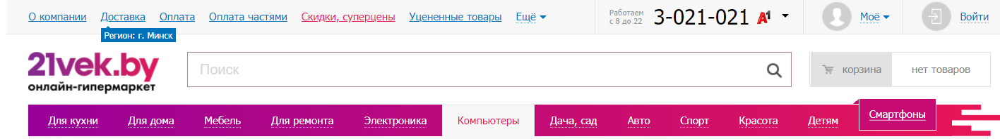 О компании Доставка Оплата Оплата частями Скидки, суперцены Уцененные товары Ещё Работаем с 8 до 22 3-021-021 А1 Моё Войти
Регион: г. Минск
21vek.by
онлайн-гипермаркет
Поиск
корзина нет товаров
Для кухни Для дома Мебель Для ремонта Электроника Компьютеры Дача, сад Авто Спорт Красота Детям Смартфоны